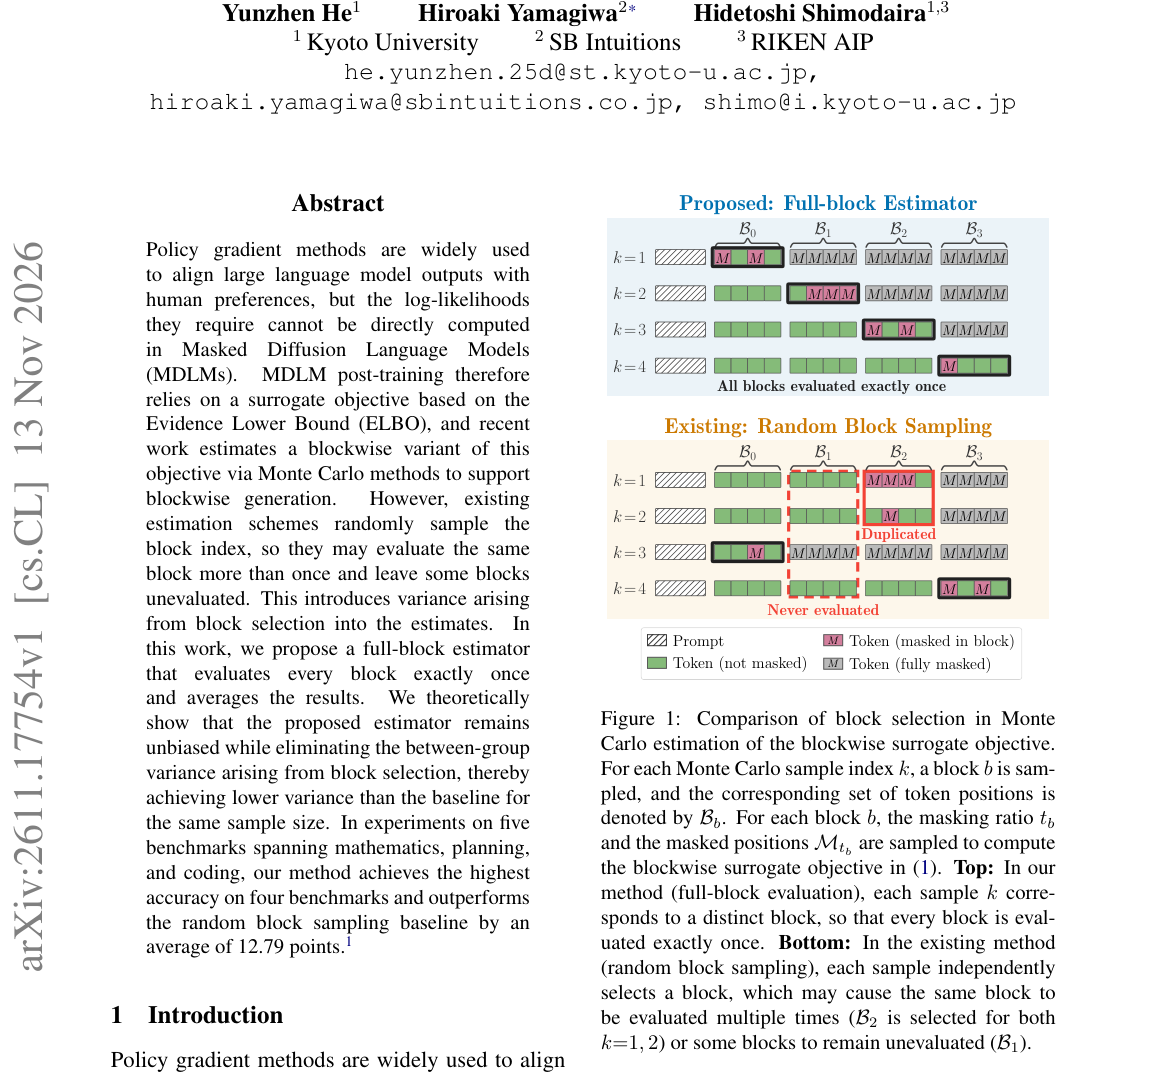 Yunzhen He¹ Hiroaki Yamagiwa²* Hidetoshi Shimodaira¹,³
¹ Kyoto University ² SB Intuitions ³ RIKEN AIP
he.yunzhen.25d@st.kyoto-u.ac.jp,
hiroaki.yamagiwa@sbintuitions.co.jp, shimo@i.kyoto-u.ac.jp
arXiv:2611.17754v1 [cs.CL] 13 Nov 2026
Abstract
Policy gradient methods are widely used
to align large language model outputs with
human preferences, but the log-likelihoods
they require cannot be directly computed
in Masked Diffusion Language Models
(MDLMs). MDLM post-training therefore
relies on a surrogate objective based on the
Evidence Lower Bound (ELBO), and recent
work estimates a blockwise variant of this
objective via Monte Carlo methods to support
blockwise generation. However, existing
estimation schemes randomly sample the
block index, so they may evaluate the same
block more than once and leave some blocks
unevaluated. This introduces variance arising
from block selection into the estimates. In
this work, we propose a full-block estimator
that evaluates every block exactly once
and averages the results. We theoretically
show that the proposed estimator remains
unbiased while eliminating the between-group
variance arising from block selection, thereby
achieving lower variance than the baseline for
the same sample size. In experiments on five
benchmarks spanning mathematics, planning,
and coding, our method achieves the highest
accuracy on four benchmarks and outperforms
the random block sampling baseline by an
average of 12.79 points.¹
1 Introduction
Policy gradient methods are widely used to align
Proposed: Full-block Estimator
B₀ B₁ B₂ B₃
k=1 M M M M M M M M M M M M M M
k=2 M M M M M M M M M M M
k=3 M M M M M M
k=4 M
All blocks evaluated exactly once
Existing: Random Block Sampling
B₀ B₁ B₂ B₃
k=1 M M M M M M M
k=2 M M M M M
Duplicated
k=3 M M M M M M M M M M M M M
k=4 M M
Never evaluated
Prompt M Token (masked in block)
Token (not masked) M Token (fully masked)
Figure 1: Comparison of block selection in Monte
Carlo estimation of the blockwise surrogate objective.
For each Monte Carlo sample index k, a block b is sam-
pled, and the corresponding set of token positions is
denoted by B_b. For each block b, the masking ratio t_b
and the masked positions M_{t_b} are sampled to compute
the blockwise surrogate objective in (1). Top: In our
method (full-block evaluation), each sample k corre-
sponds to a distinct block, so that every block is eval-
uated exactly once. Bottom: In the existing method
(random block sampling), each sample independently
selects a block, which may cause the same block to
be evaluated multiple times (B₂ is selected for both
k=1, 2) or some blocks to remain unevaluated (B₁).